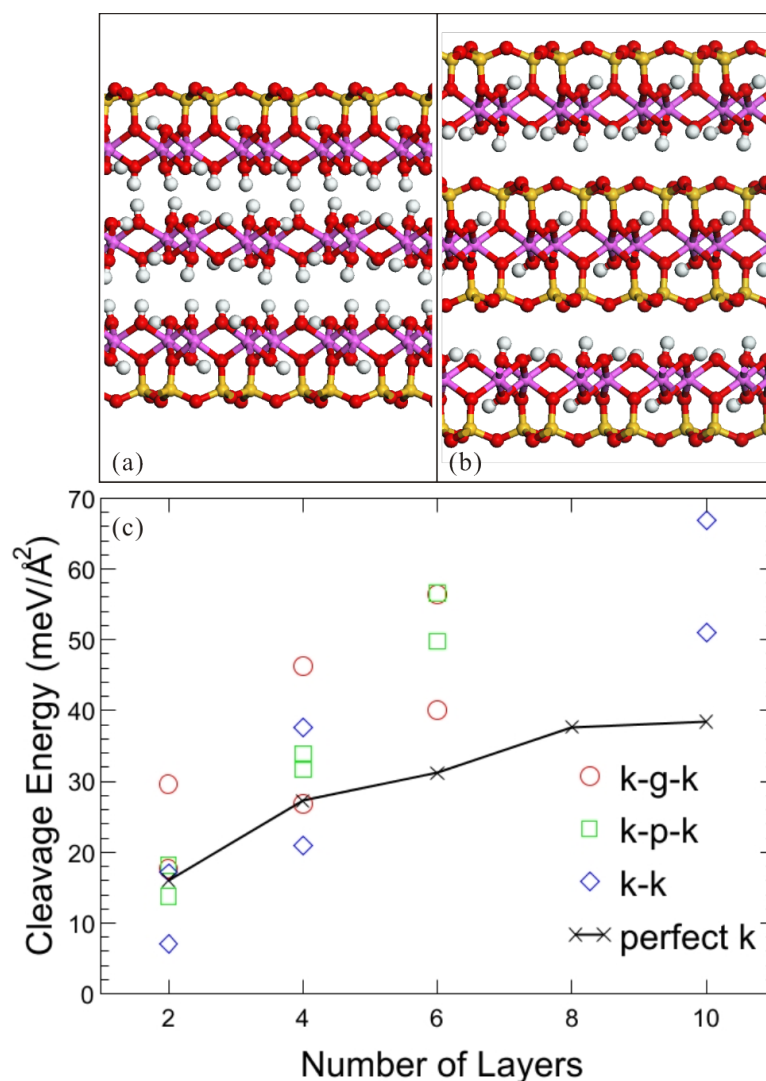 (a)
(b)
(c)
Cleavage Energy (meV/Å²)
70
60
50
40
30
20
10
0
k-g-k
k-p-k
k-k
perfect k
2 4 6 8 10
Number of Layers